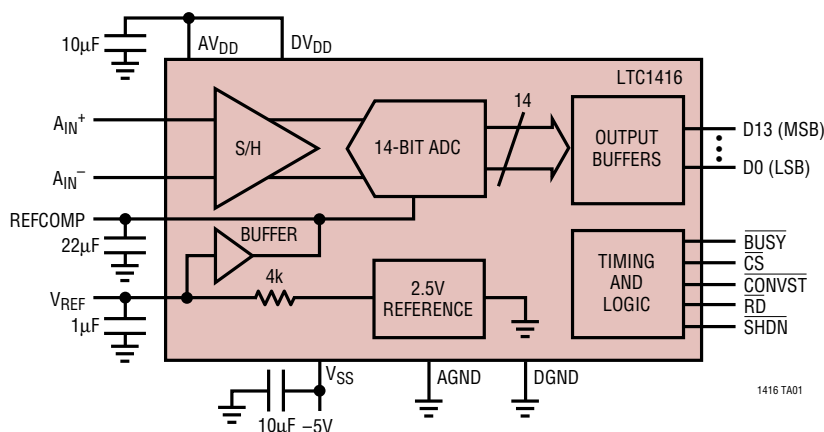 10µF
AVDD
DVDD
LTC1416
AIN+
S/H
14-BIT ADC
14
OUTPUT
BUFFERS
D13 (MSB)
D0 (LSB)
AIN–
REFCOMP
22µF
BUFFER
4k
VREF
1µF
2.5V
REFERENCE
TIMING
AND
LOGIC
BUSY
CS
CONVST
RD
SHDN
VSS
AGND
DGND
10µF
–5V
1416 TA01